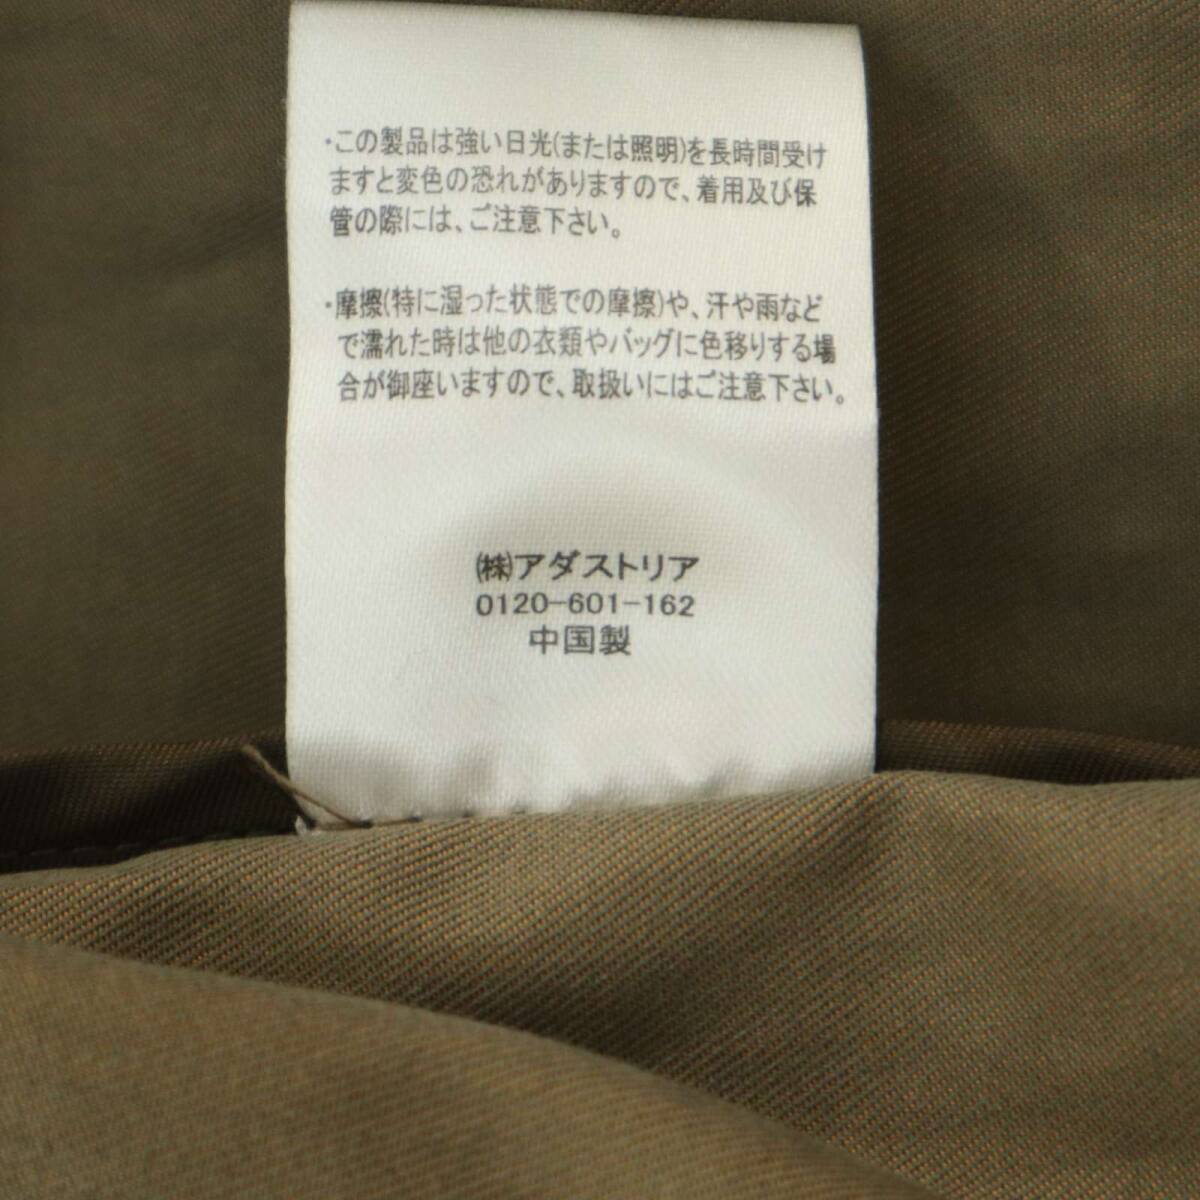 ・この製品は強い日光(または照明)を長時間受け
ますと変色の恐れがありますので、着用及び保
管の際には、ご注意下さい。
・摩擦(特に湿った状態での摩擦)や、汗や雨など
で濡れた時は他の衣類やバッグに色移りする場
合が御座いますので、取扱いにはご注意下さい。
㈱アダストリア
0120-601-162
中国製